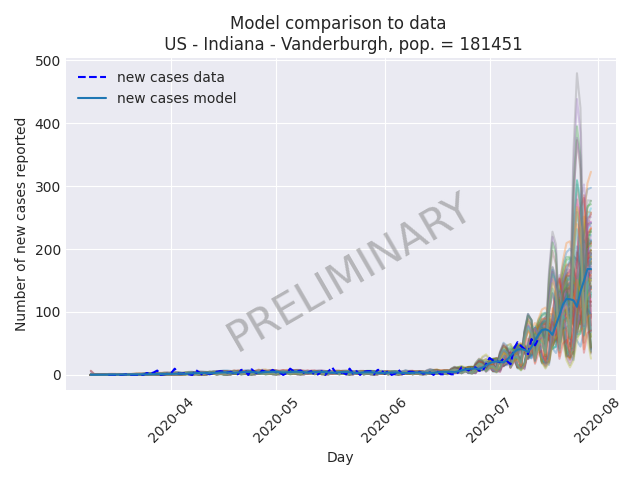 Model comparison to data
US - Indiana - Vanderburgh, pop. = 181451
new cases data
new cases model
PRELIMINARY
Number of new cases reported
500
400
300
200
100
0
2020-04
2020-05
2020-06
2020-07
2020-08
Day